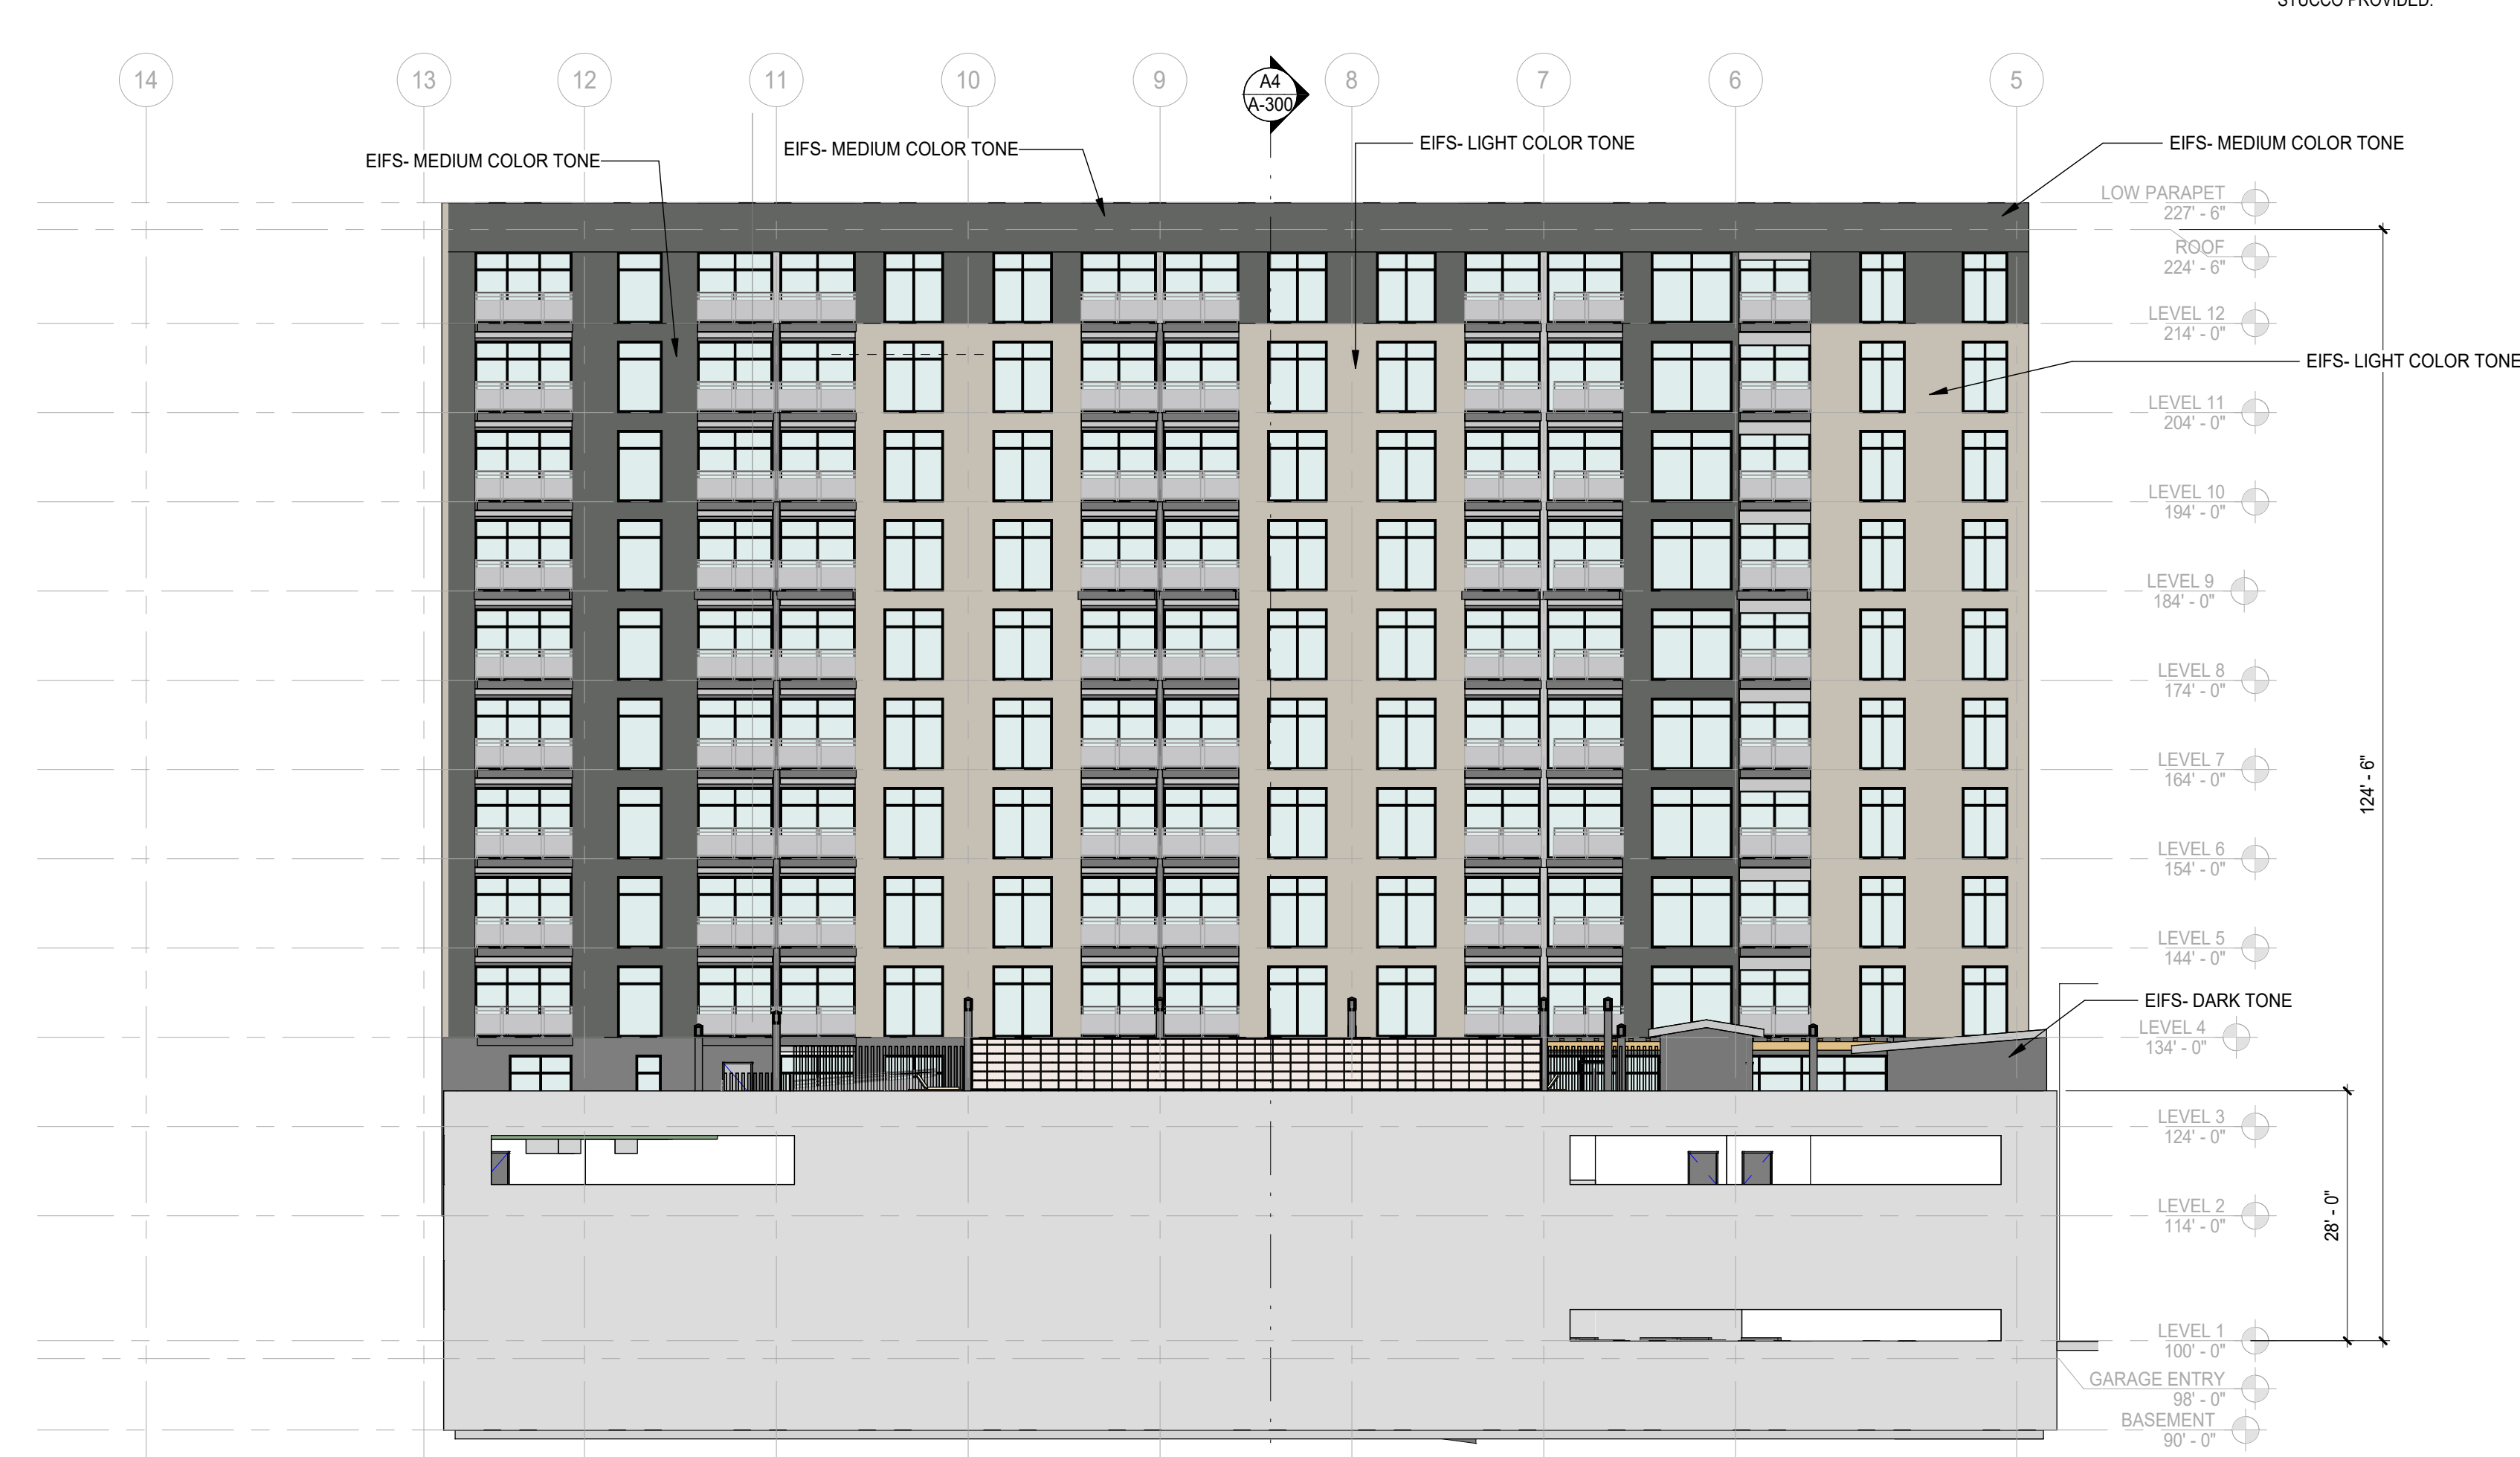 STUCCO PROVIDED.
14
13
12
11
10
9
A4
A-300
8
7
6
5
EIFS- MEDIUM COLOR TONE
EIFS- MEDIUM COLOR TONE
EIFS- LIGHT COLOR TONE
EIFS- MEDIUM COLOR TONE
LOW PARAPET
227' - 6"
ROOF
224' - 6"
LEVEL 12
214' - 0"
EIFS- LIGHT COLOR TONE
LEVEL 11
204' - 0"
LEVEL 10
194' - 0"
LEVEL 9
184' - 0"
LEVEL 8
174' - 0"
LEVEL 7
164' - 0"
124' - 6"
LEVEL 6
154' - 0"
LEVEL 5
144' - 0"
EIFS- DARK TONE
LEVEL 4
134' - 0"
LEVEL 3
124' - 0"
LEVEL 2
114' - 0"
28' - 0"
LEVEL 1
100' - 0"
GARAGE ENTRY
98' - 0"
BASEMENT
90' - 0"